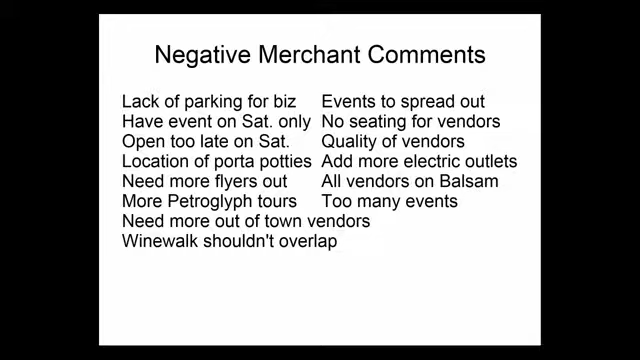 Negative Merchant Comments
Lack of parking for biz Events to spread out
Have event on Sat. only No seating for vendors
Open too late on Sat. Quality of vendors
Location of porta potties Add more electric outlets
Need more flyers out All vendors on Balsam
More Petroglyph tours Too many events
Need more out of town vendors
Winewalk shouldn't overlap